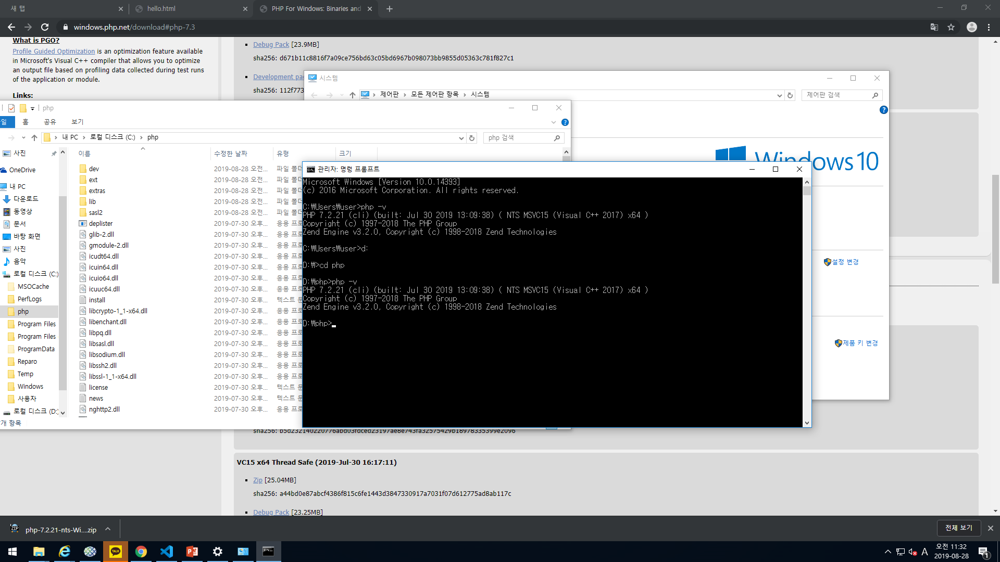 새 탭
hello.html
PHP For Windows: Binaries and
windows.php.net/download#php-7.3
What is PGO?
Profile Guided Optimization is an optimization feature available
in Microsoft's Visual C++ compiler that allows you to optimize
an output file based on profiling data collected during test runs
of the application or module.
Links:
Debug Pack [23.9MB]
sha256: d671b11c8816f7a09ce756bd63c05bd6967b098073bb9855d05363c781f827c1
Development pac
sha256: 112f773
시스템
제어판 › 모든 제어판 항목 › 시스템
제어판 검색
Windows 10
설정 변경
제품 키 변경
php
일
홈
공유
보기
내 PC › 로컬 디스크 (C:) › php
php 검색
사진
OneDrive
내 PC
다운로드
동영상
문서
바탕 화면
사진
음악
로컬 디스크 (C:)
MSOCache
PerfLogs
php
Program Files
Program Files
ProgramData
Reparo
Temp
Windows
사용자
로컬 디스크 (D:)
개 항목
이름 수정한 날짜 유형 크기
dev 2019-08-28 오전... 파일 폴더
ext 2019-08-28 오전... 파일 폴더
extras 2019-08-28 오전... 파일 폴더
lib 2019-08-28 오전... 파일 폴더
sasl2 2019-08-28 오전... 파일 폴더
deplister 2019-07-30 오후... 응용 프로
glib-2.dll 2019-07-30 오후... 응용 프로
gmodule-2.dll 2019-07-30 오후... 응용 프로
icudt64.dll 2019-07-30 오후... 응용 프로
icuin64.dll 2019-07-30 오후... 응용 프로
icuio64.dll 2019-07-30 오후... 응용 프로
icuuc64.dll 2019-07-30 오후... 응용 프로
install 2019-07-30 오후... 텍스트 문
libcrypto-1_1-x64.dll 2019-07-30 오후... 응용 프로
libenchant.dll 2019-07-30 오후... 응용 프로
libpq.dll 2019-07-30 오후... 응용 프로
libsasl.dll 2019-07-30 오후... 응용 프로
libsodium.dll 2019-07-30 오후... 응용 프로
libssh2.dll 2019-07-30 오후... 응용 프로
libssl-1_1-x64.dll 2019-07-30 오후... 응용 프로
license 2019-07-30 오후... 텍스트 문
news 2019-07-30 오후... 텍스트 문
nghttp2.dll 2019-07-30 오후... 응용 프로
관리자: 명령 프롬프트
Microsoft Windows [Version 10.0.14393]
(c) 2016 Microsoft Corporation. All rights reserved.
C:₩Users₩user>php -v
PHP 7.2.21 (cli) (built: Jul 30 2019 13:09:38) ( NTS MSVC15 (Visual C++ 2017) x64 )
Copyright (c) 1997-2018 The PHP Group
Zend Engine v3.2.0, Copyright (c) 1998-2018 Zend Technologies
C:₩Users₩user>d:
D:₩>cd php
D:₩php>php -v
PHP 7.2.21 (cli) (built: Jul 30 2019 13:09:38) ( NTS MSVC15 (Visual C++ 2017) x64 )
Copyright (c) 1997-2018 The PHP Group
Zend Engine v3.2.0, Copyright (c) 1998-2018 Zend Technologies
D:₩php>
VC15 x64 Thread Safe (2019-Jul-30 16:17:11)
Zip [25.04MB]
sha256: a44bd0e87abcf4386f815c6fe1443d3847330917a7031f07d612775ad8ab117c
Debug Pack [23.25MB]
ZIP
php-7.2.21-nts-Wi....zip
전체 보기
TALK
A
오전 11:32
2019-08-28
1